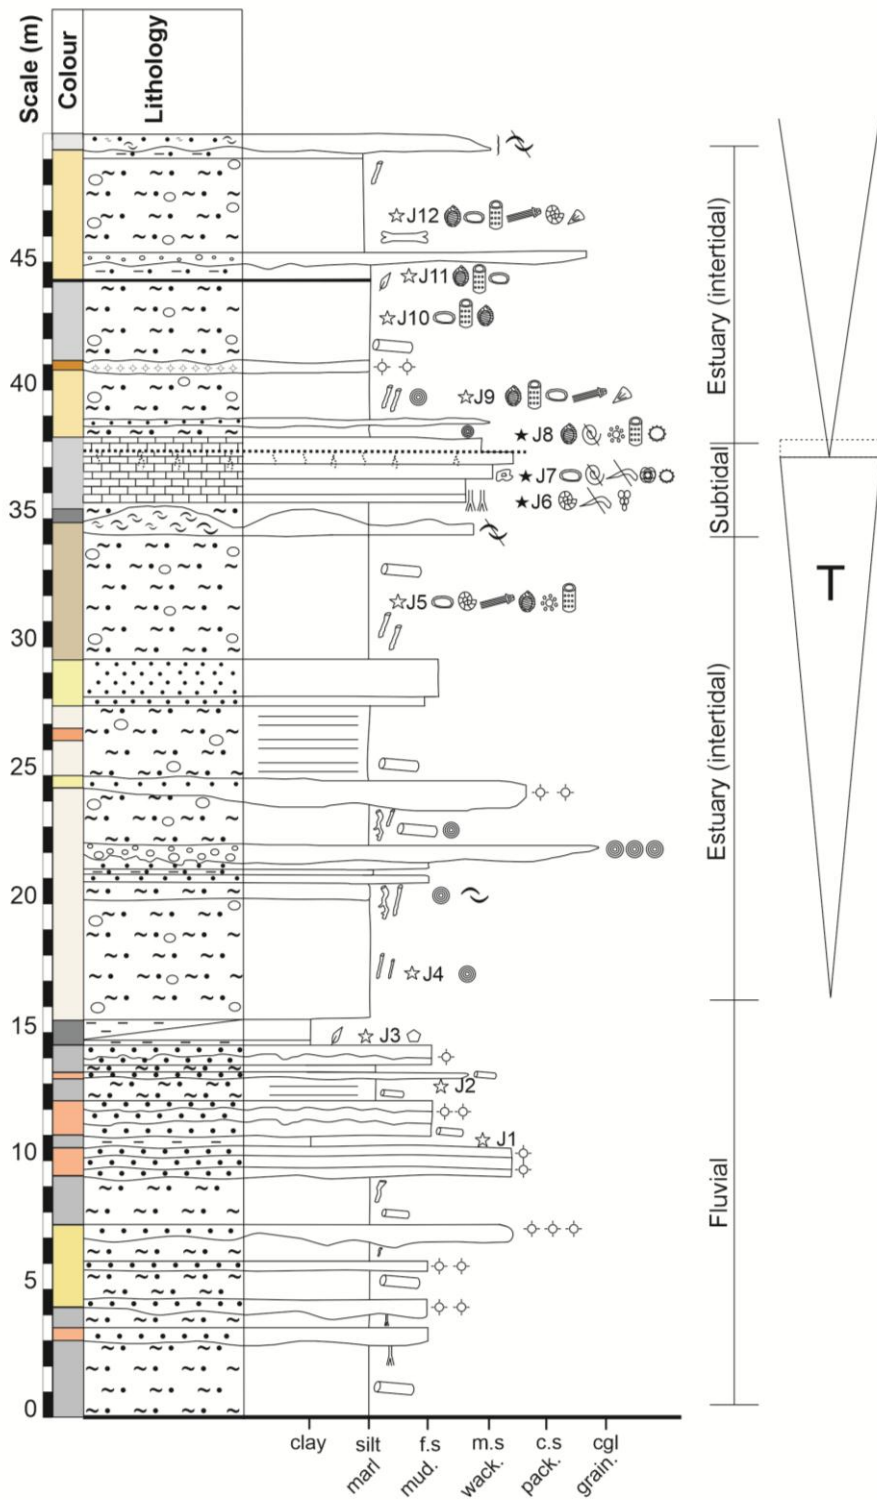 Scale (m)
Colour
Lithology
J12
45
J11
J10
40
J9
J8
J7
35
J6
J5
30
25
20
J4
15
J3
J2
10
J1
5
0
clay
silt
marl
f.s
mud.
m.s
wack.
c.s
pack.
cgl
grain.
Estuary (intertidal)
Subtidal
Estuary (intertidal)
Fluvial
T